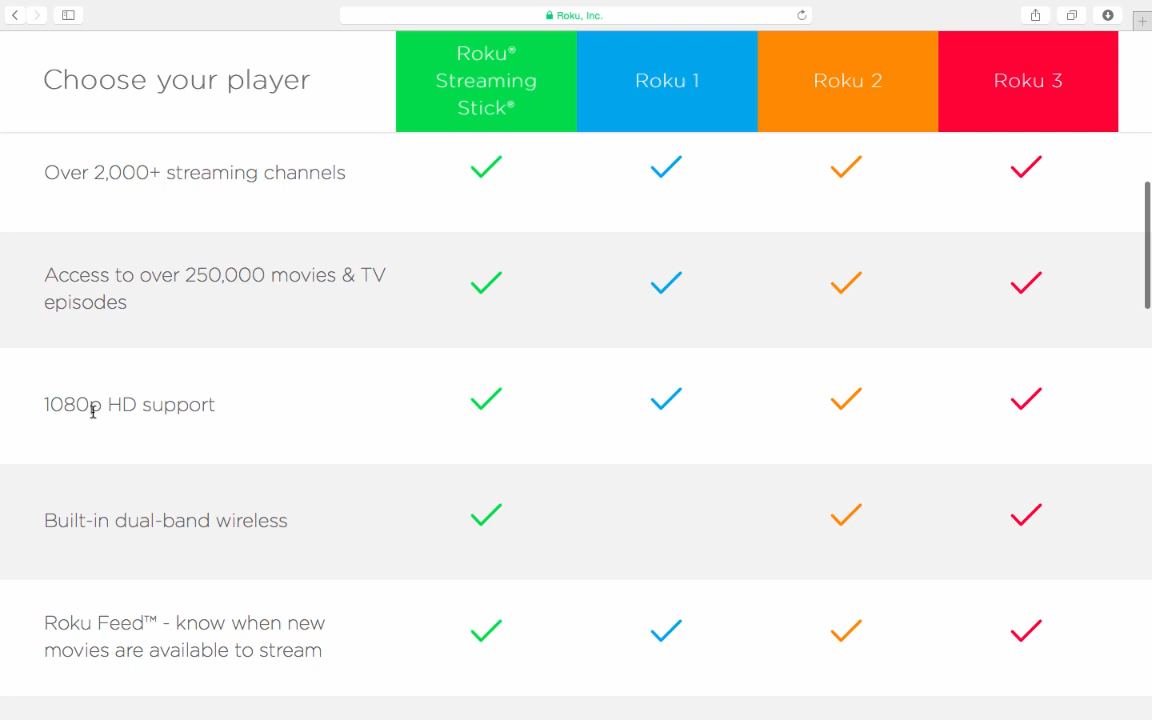 Roku, Inc.
Choose your player
Roku®
Streaming
Stick®
Roku 1
Roku 2
Roku 3
Over 2,000+ streaming channels
Access to over 250,000 movies & TV
episodes
1080p HD support
Built-in dual-band wireless
Roku Feed™ - know when new
movies are available to stream